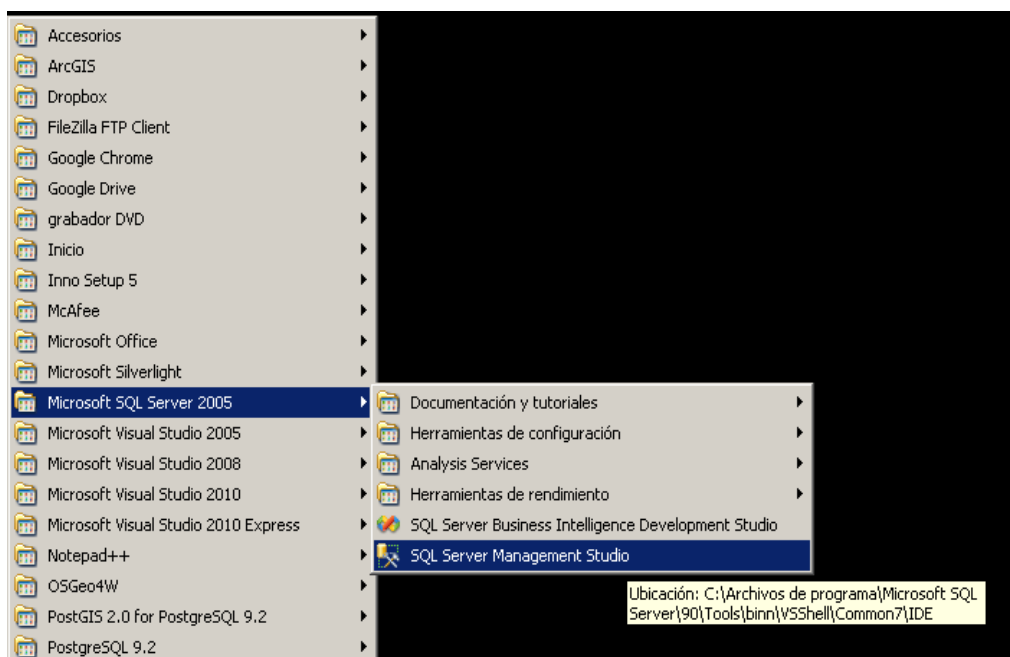 Accesorios
ArcGIS
Dropbox
FileZilla FTP Client
Google Chrome
Google Drive
grabador DVD
Inicio
Inno Setup 5
McAfee
Microsoft Office
Microsoft Silverlight
Microsoft SQL Server 2005
Microsoft Visual Studio 2005
Microsoft Visual Studio 2008
Microsoft Visual Studio 2010
Microsoft Visual Studio 2010 Express
Notepad++
OSGeo4W
PostGIS 2.0 for PostgreSQL 9.2
PostgreSQL 9.2
Documentación y tutoriales
Herramientas de configuración
Analysis Services
Herramientas de rendimiento
SQL Server Business Intelligence Development Studio
SQL Server Management Studio
Ubicación: C:\Archivos de programa\Microsoft SQL
Server\90\Tools\binn\VSShell\Common7\IDE